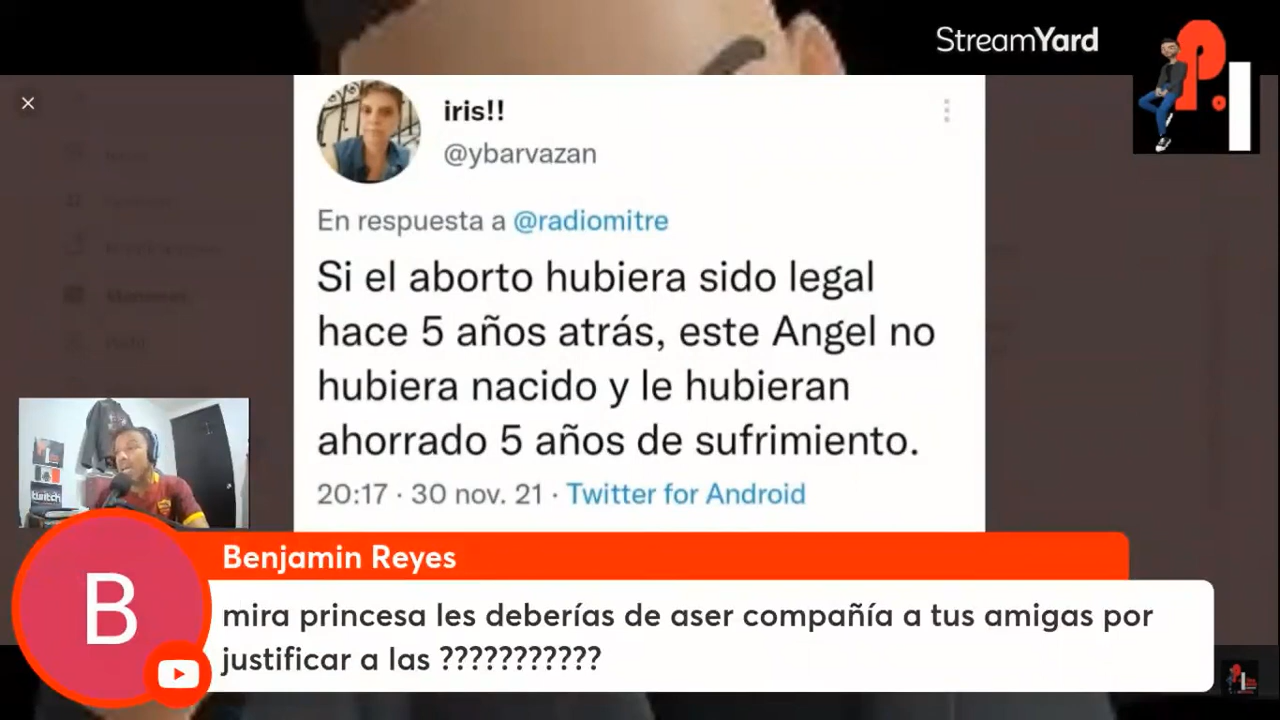 StreamYard
P.I
iris!!
@ybarvazan
En respuesta a @radiomitre
Si el aborto hubiera sido legal
hace 5 años atrás, este Angel no
hubiera nacido y le hubieran
ahorrado 5 años de sufrimiento.
20:17 · 30 nov. 21 · Twitter for Android
twitch
B
Benjamin Reyes
mira princesa les deberías de aser compañía a tus amigas por
justificar a las ???????????